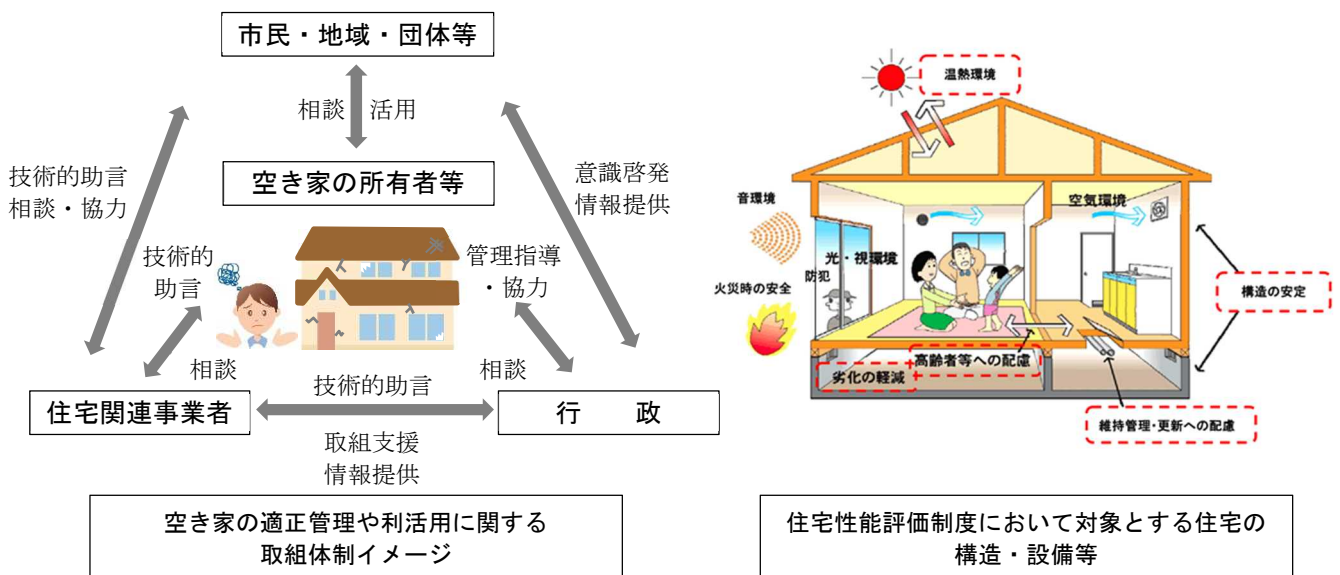 市民・地域・団体等
相談 活用
空き家の所有者等
技術的助言
相談・協力
意識啓発
情報提供
技術的
助言
管理指導
・協力
相談
相談
住宅関連事業者
技術的助言
行 政
取組支援
情報提供
空き家の適正管理や利活用に関する
取組体制イメージ
温熱環境
音環境
空気環境
光・視環境
防犯
火災時の安全
構造の安定
高齢者等への配慮
劣化の軽減
維持管理・更新への配慮
住宅性能評価制度において対象とする住宅の
構造・設備等